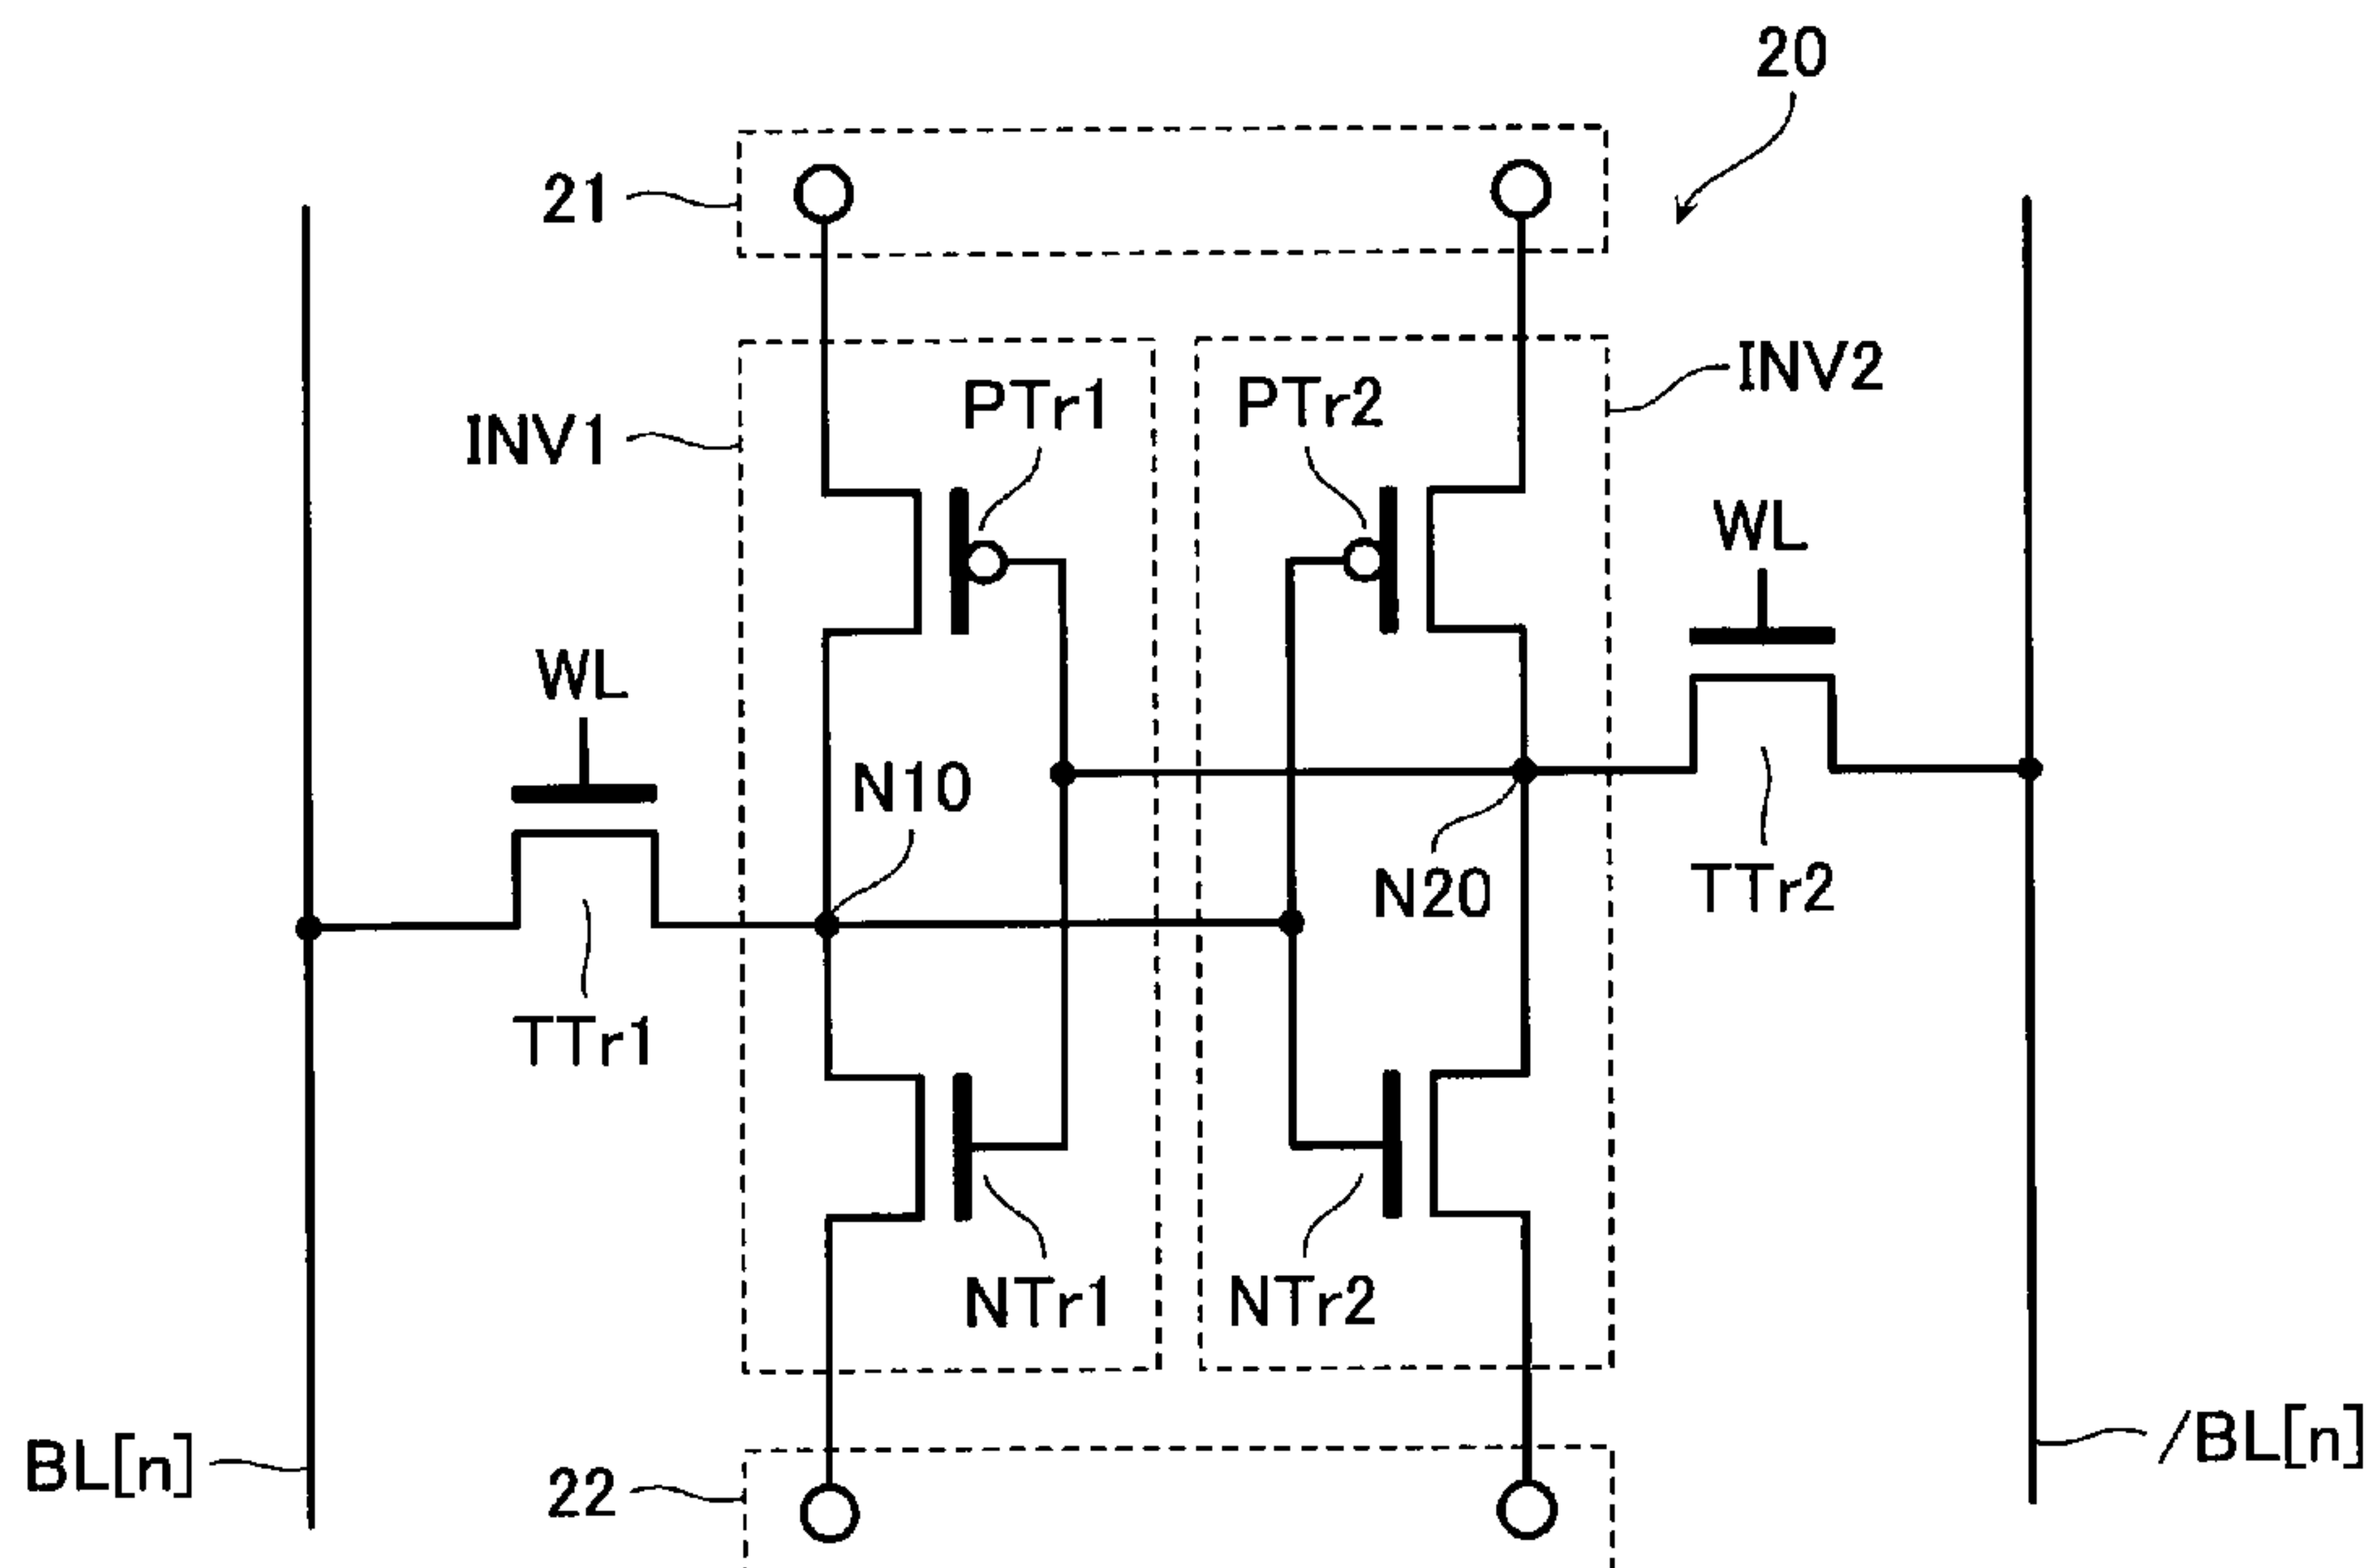 20
21
INV2
PTr1
PTr2
INV1
WL
WL
N10
N20
TTr2
TTr1
NTr1
NTr2
BL[n]
/BL[n]
22